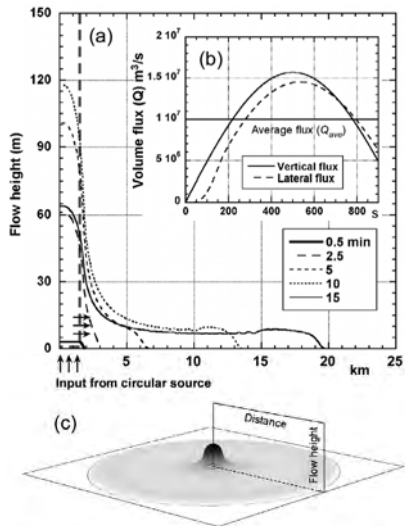 (a)
150
120
90
60
30
0
Flow height (m)
0
5
10
15
20
25
km
Input from circular source
(b)
2 10⁷
1.5 10⁷
1 10⁷
5 10⁶
0
Volume flux (Q) m³/s
Average flux (Qave)
Vertical flux
Lateral flux
0
200
400
600
800
s
0.5 min
2.5
5
10
15
(c)
Distance
Flow height